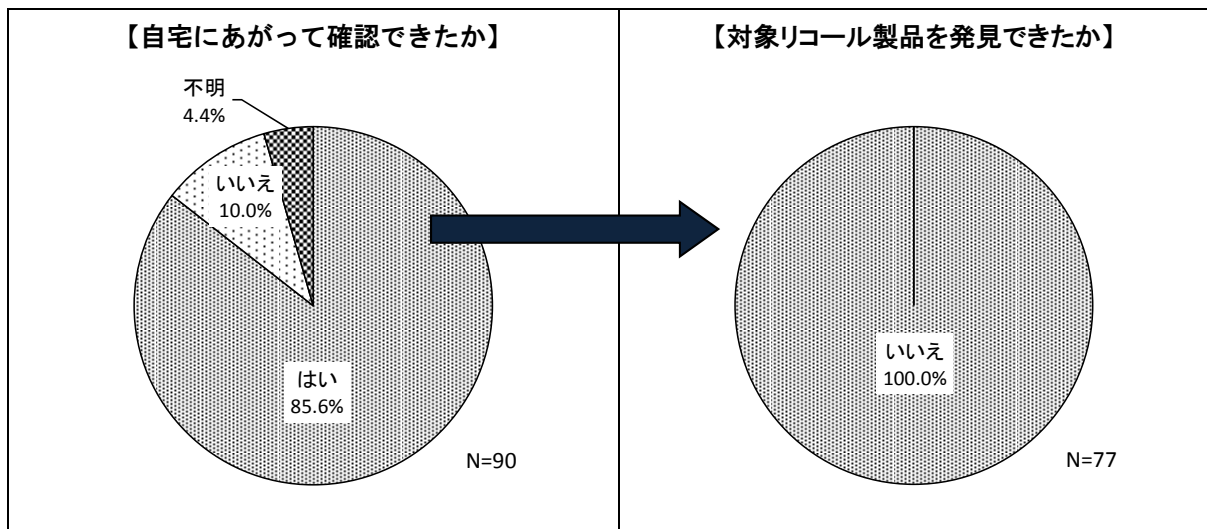 【自宅にあがって確認できたか】
不明
4.4%
いいえ
10.0%
はい
85.6%
N=90
【対象リコール製品を発見できたか】
いいえ
100.0%
N=77